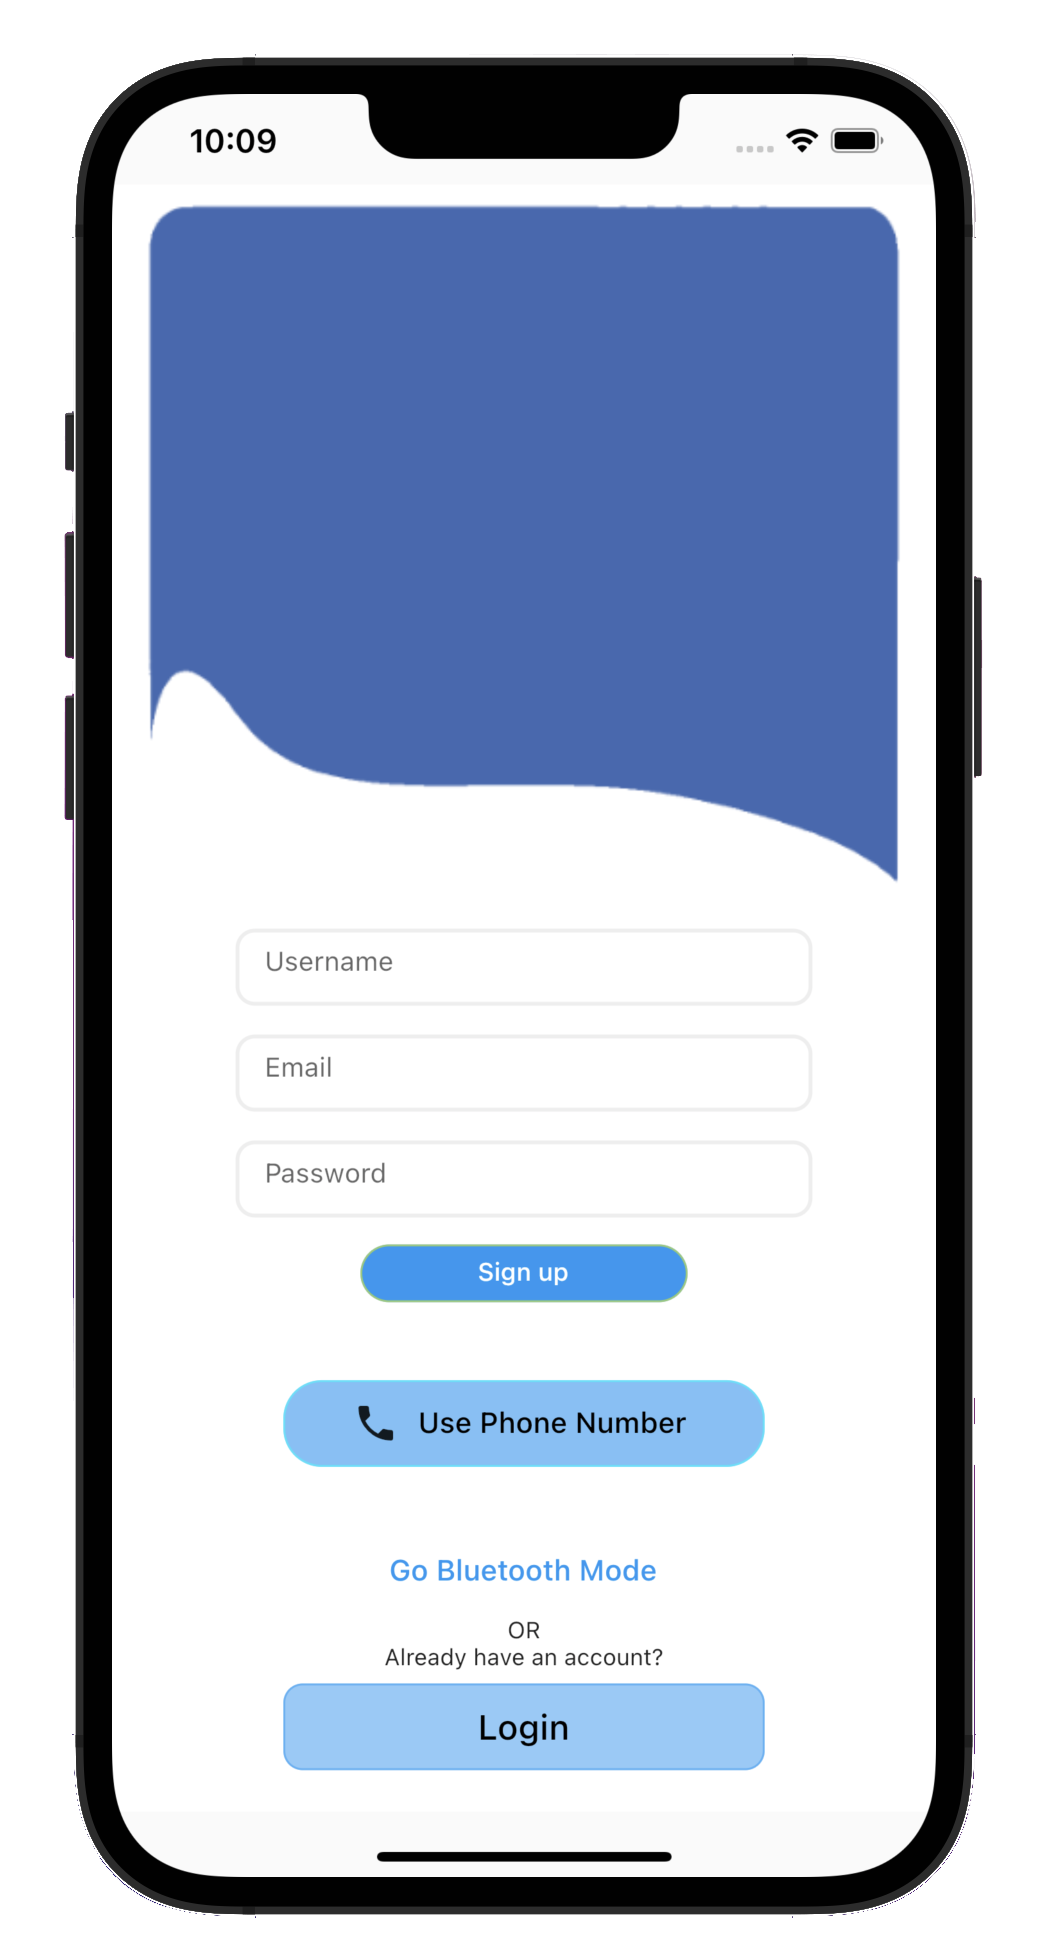 10:09
Username
Email
Password
Sign up
Use Phone Number
Go Bluetooth Mode
OR
Already have an account?
Login